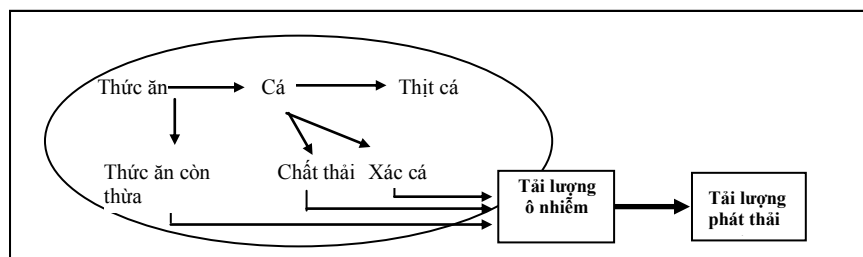 Thức ăn
Cá
Thịt cá
Thức ăn còn
thừa
Chất thải
Xác cá
Tải lượng
ô nhiễm
Tải lượng
phát thải